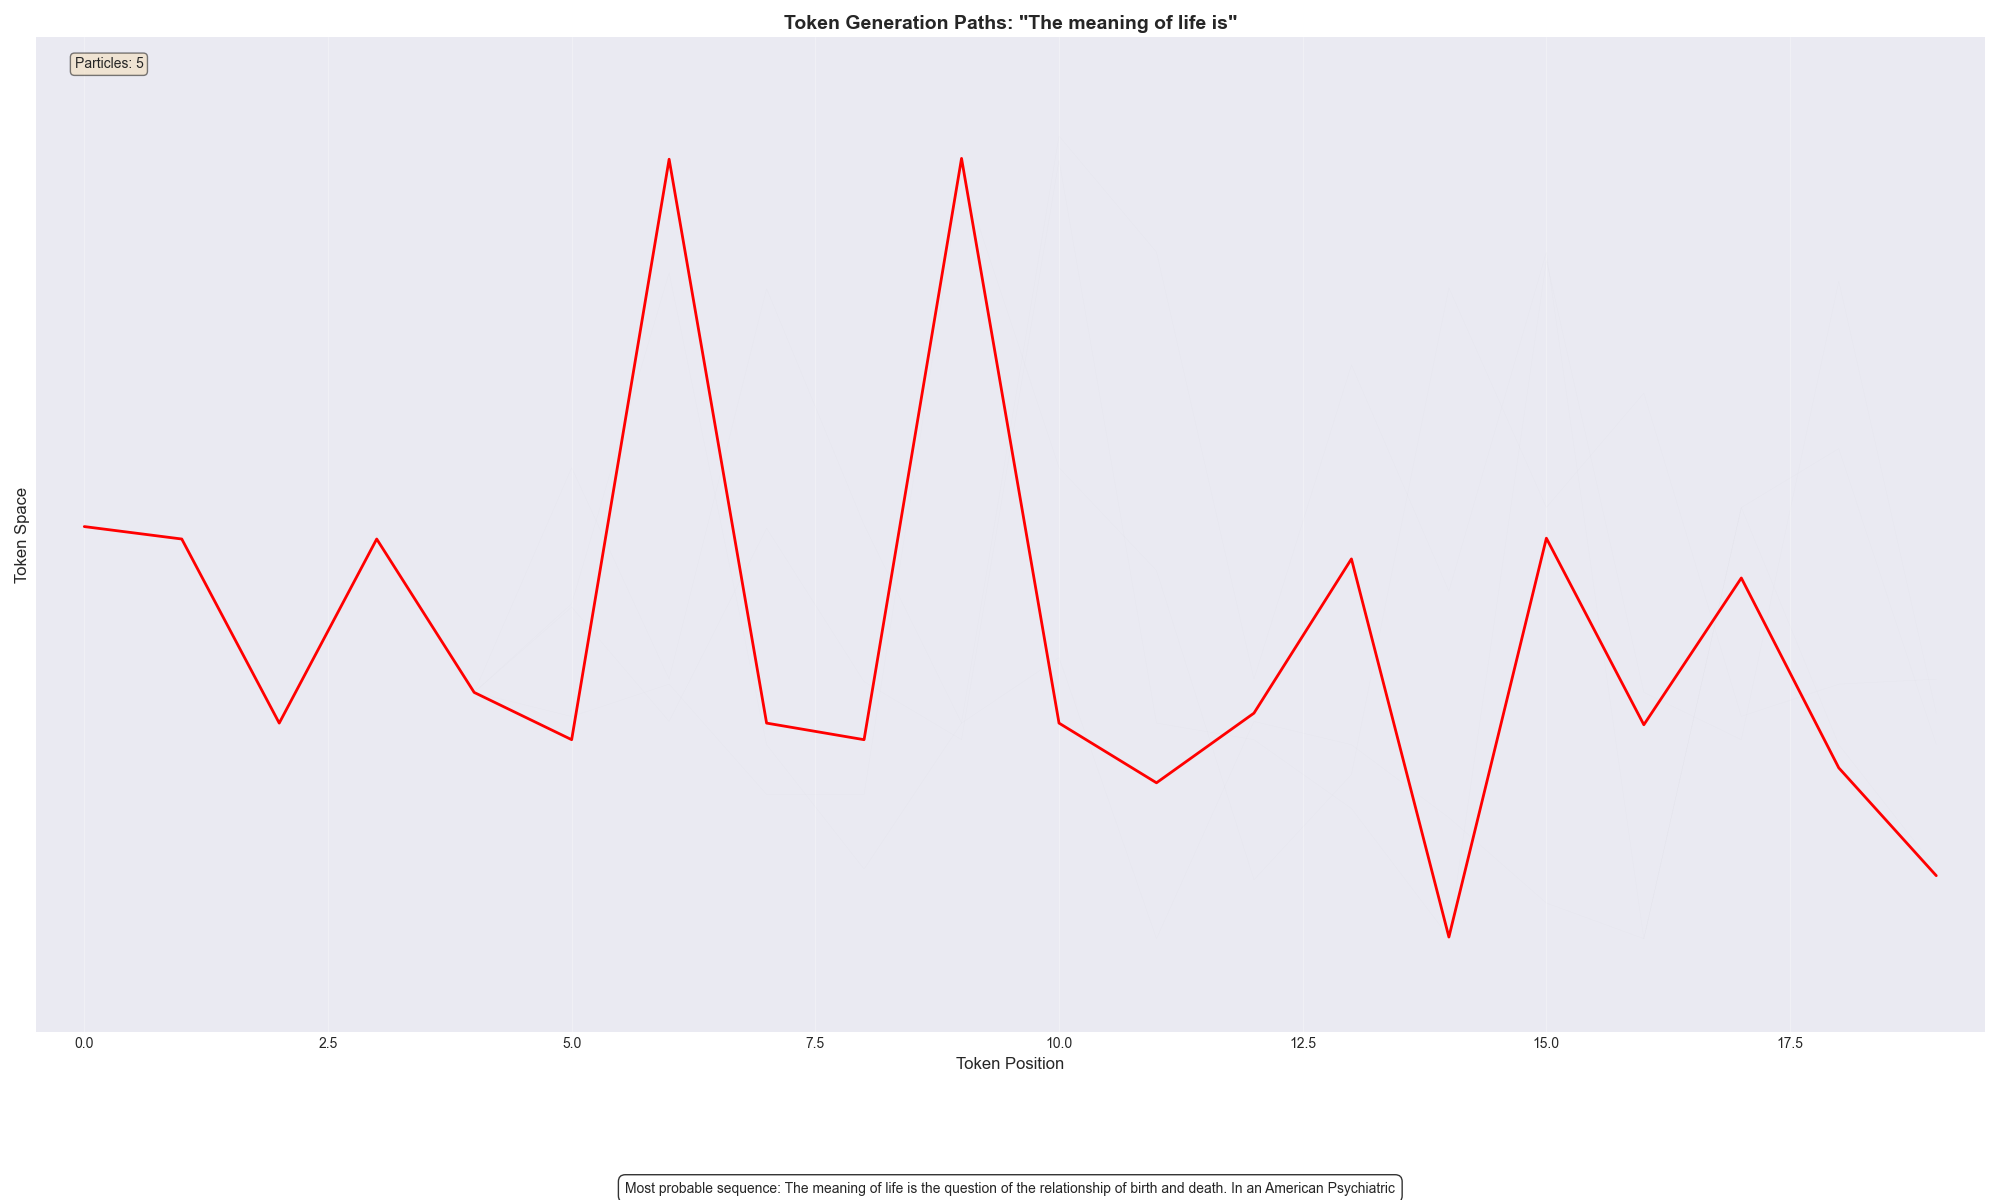 Token Generation Paths: "The meaning of life is"
Particles: 5
Token Space
0.0 2.5 5.0 7.5 10.0 12.5 15.0 17.5
Token Position
Most probable sequence: The meaning of life is the question of the relationship of birth and death. In an American Psychiatric